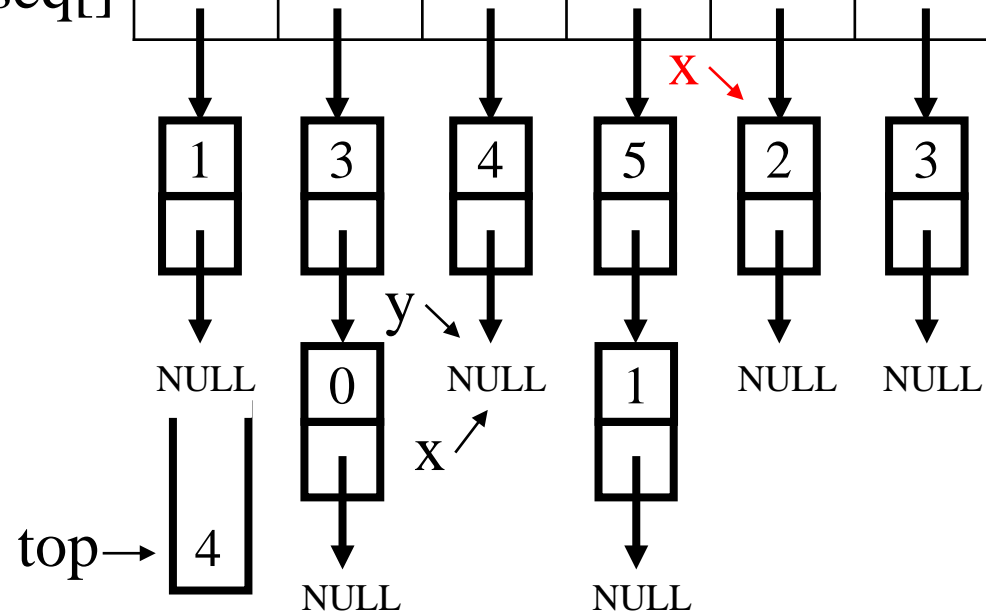 seq[]
x
1 3 4 5 2 3
y
NULL 0 NULL 1 NULL NULL
x
top 4
NULL NULL